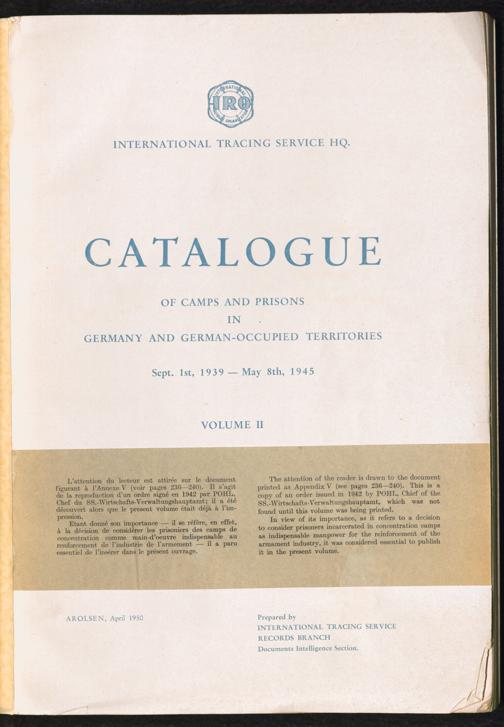 INTERNATIONAL
IRO
INTERNATIONAL TRACING SERVICE HQ.
CATALOGUE
OF CAMPS AND PRISONS
IN
GERMANY AND GERMAN-OCCUPIED TERRITORIES
Sept. 1st, 1939 — May 8th, 1945
VOLUME II
L'attention du lecteur est attirée sur le document
figurant à l'Annexe V (voir pages 236—240). Il s'agit
de la reproduction d'un ordre signé en 1942 par POHL,
Chef du SS.-Wirtschafts-Verwaltungshauptamt; il a été
découvert alors que le présent volume était déjà à l'im-
pression.
Etant donné son importance — il se réfère, en effet,
à la décision de considérer les prisonniers des camps de
concentration comme main-d'oeuvre indispensable au
renforcement de l'industrie de l'armement — il a paru
essentiel de l'insérer dans le présent ouvrage.
The attention of the reader is drawn to the document
printed as Appendix V (see pages 236—240). This is a
copy of an order issued in 1942 by POHL, Chief of the
SS.-Wirtschafts-Verwaltungshauptamt, which was not
found until this volume was being printed.
In view of its importance, as it refers to a decision
to consider prisoners incarcerated in concentration camps
as indispensable manpower for the reinforcement of the
armament industry, it was considered essential to publish
it in the present volume.
AROLSEN, April 1950
Prepared by
INTERNATIONAL TRACING SERVICE
RECORDS BRANCH
Documents Intelligence Section.